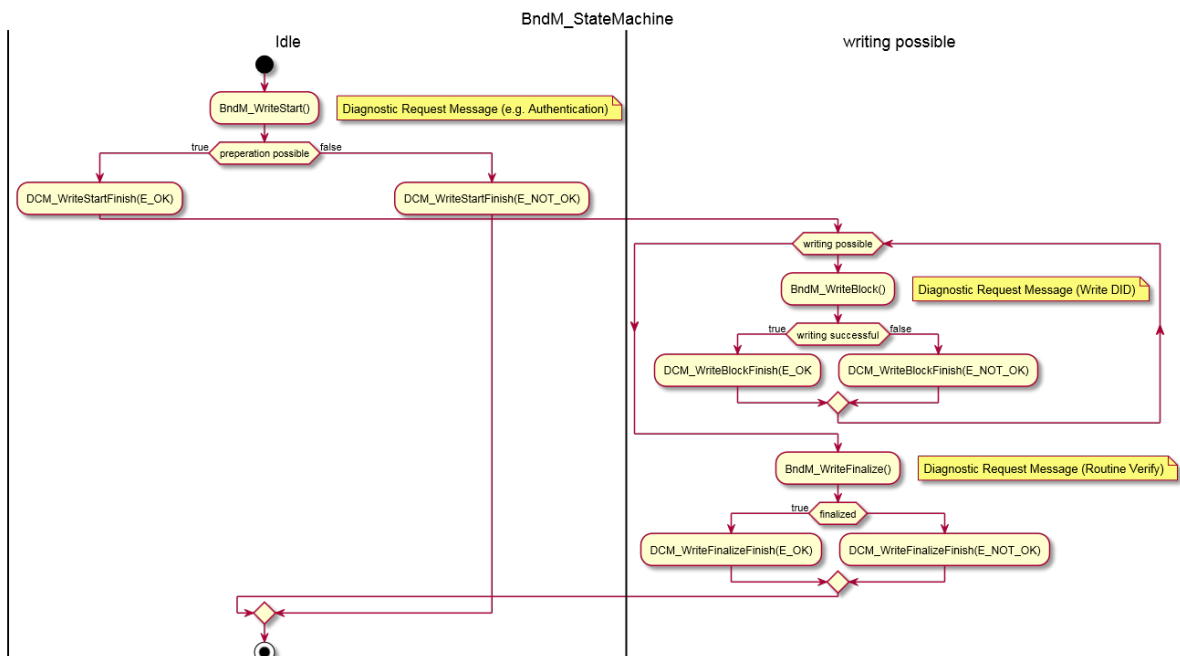 BndM_StateMachine
Idle
writing possible
BndM_WriteStart()
Diagnostic Request Message (e.g. Authentication)
true
preperation possible
false
DCM_WriteStartFinish(E_OK)
DCM_WriteStartFinish(E_NOT_OK)
writing possible
BndM_WriteBlock()
Diagnostic Request Message (Write DID)
true
writing successful
false
DCM_WriteBlockFinish(E_OK
DCM_WriteBlockFinish(E_NOT_OK)
BndM_WriteFinalize()
Diagnostic Request Message (Routine Verify)
true
finalized
DCM_WriteFinalizeFinish(E_OK)
DCM_WriteFinalizeFinish(E_NOT_OK)